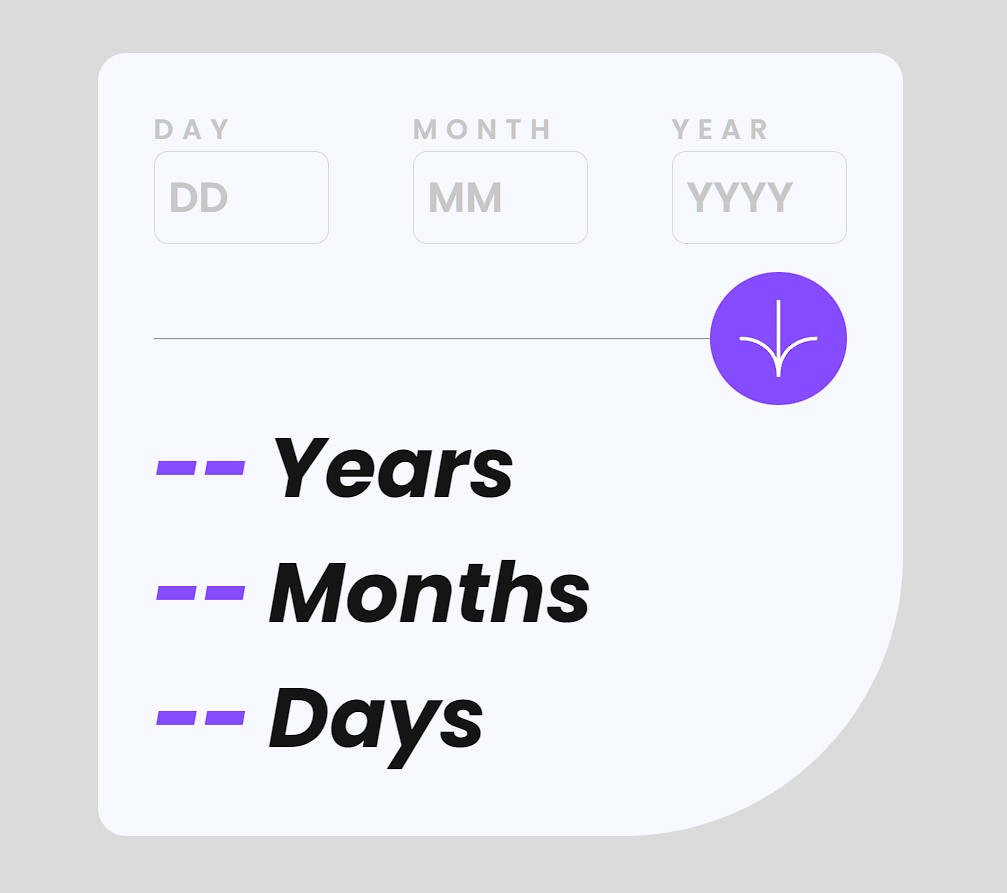 DAY MONTH YEAR
DD MM YYYY
-- Years
-- Months
-- Days